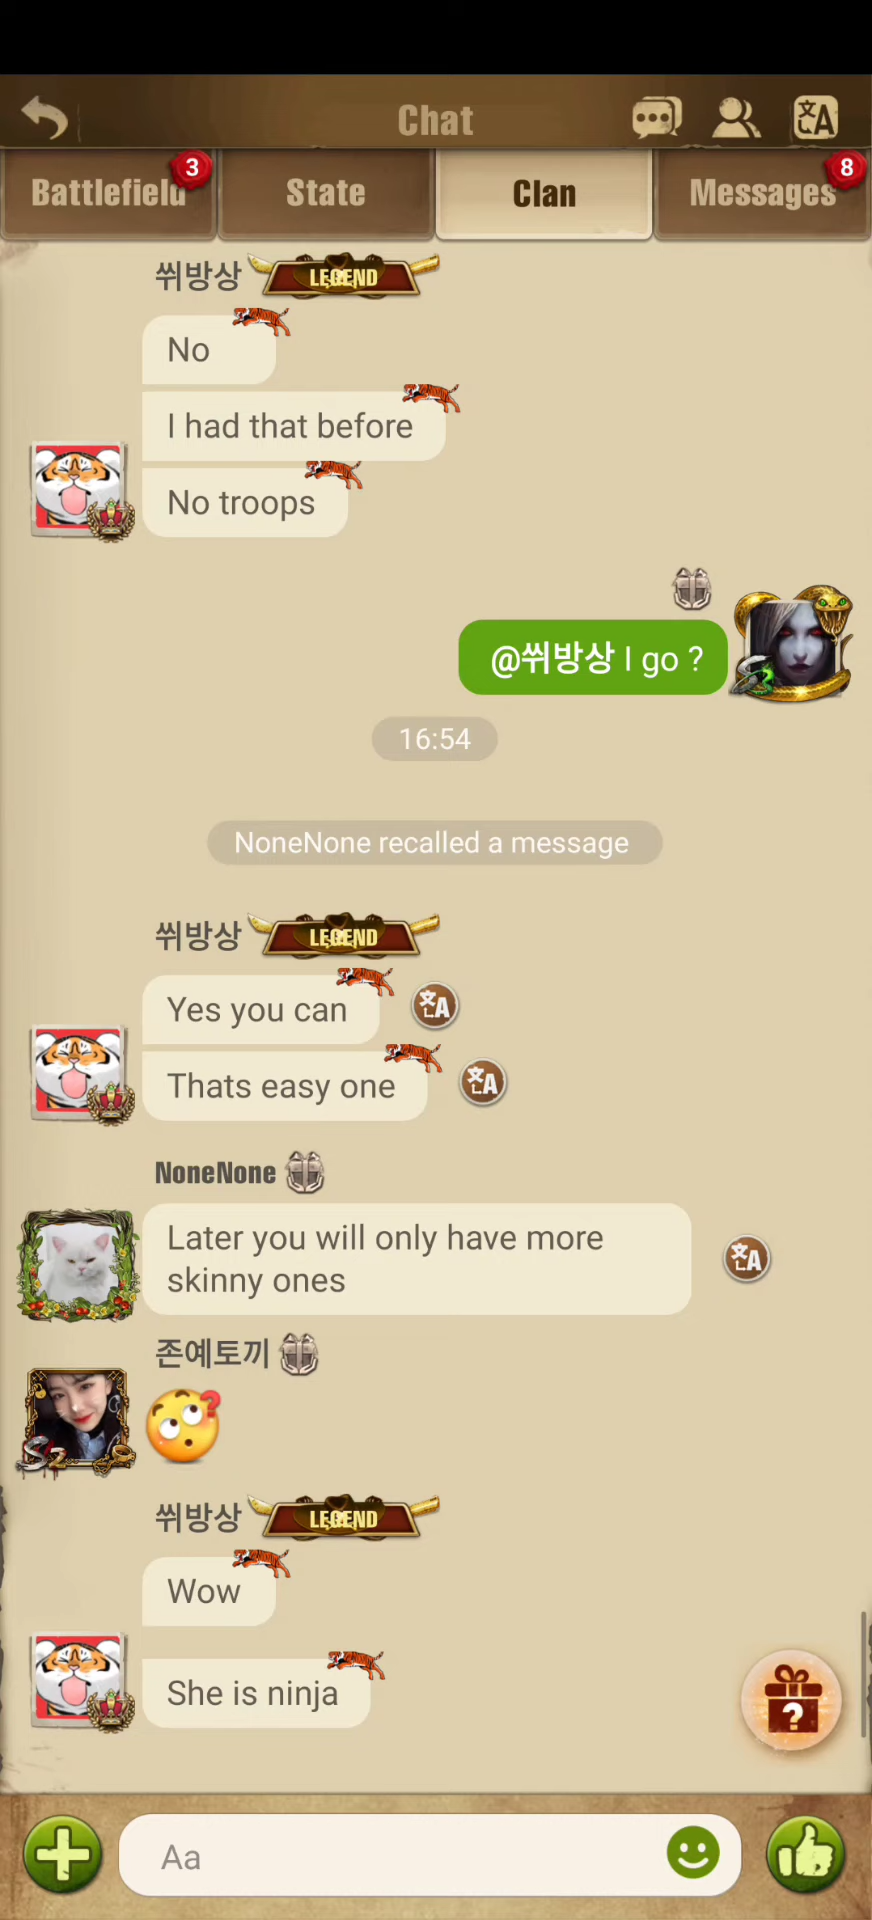 Chat
Battlefield
3
State
Clan
Messages
8
쒸방상 LEGEND
No
I had that before
No troops
@쒸방상 I go ?
16:54
NoneNone recalled a message
쒸방상 LEGEND
Yes you can
Thats easy one
NoneNone
Later you will only have more
skinny ones
존예토끼
쒸방상 LEGEND
Wow
She is ninja
Aa